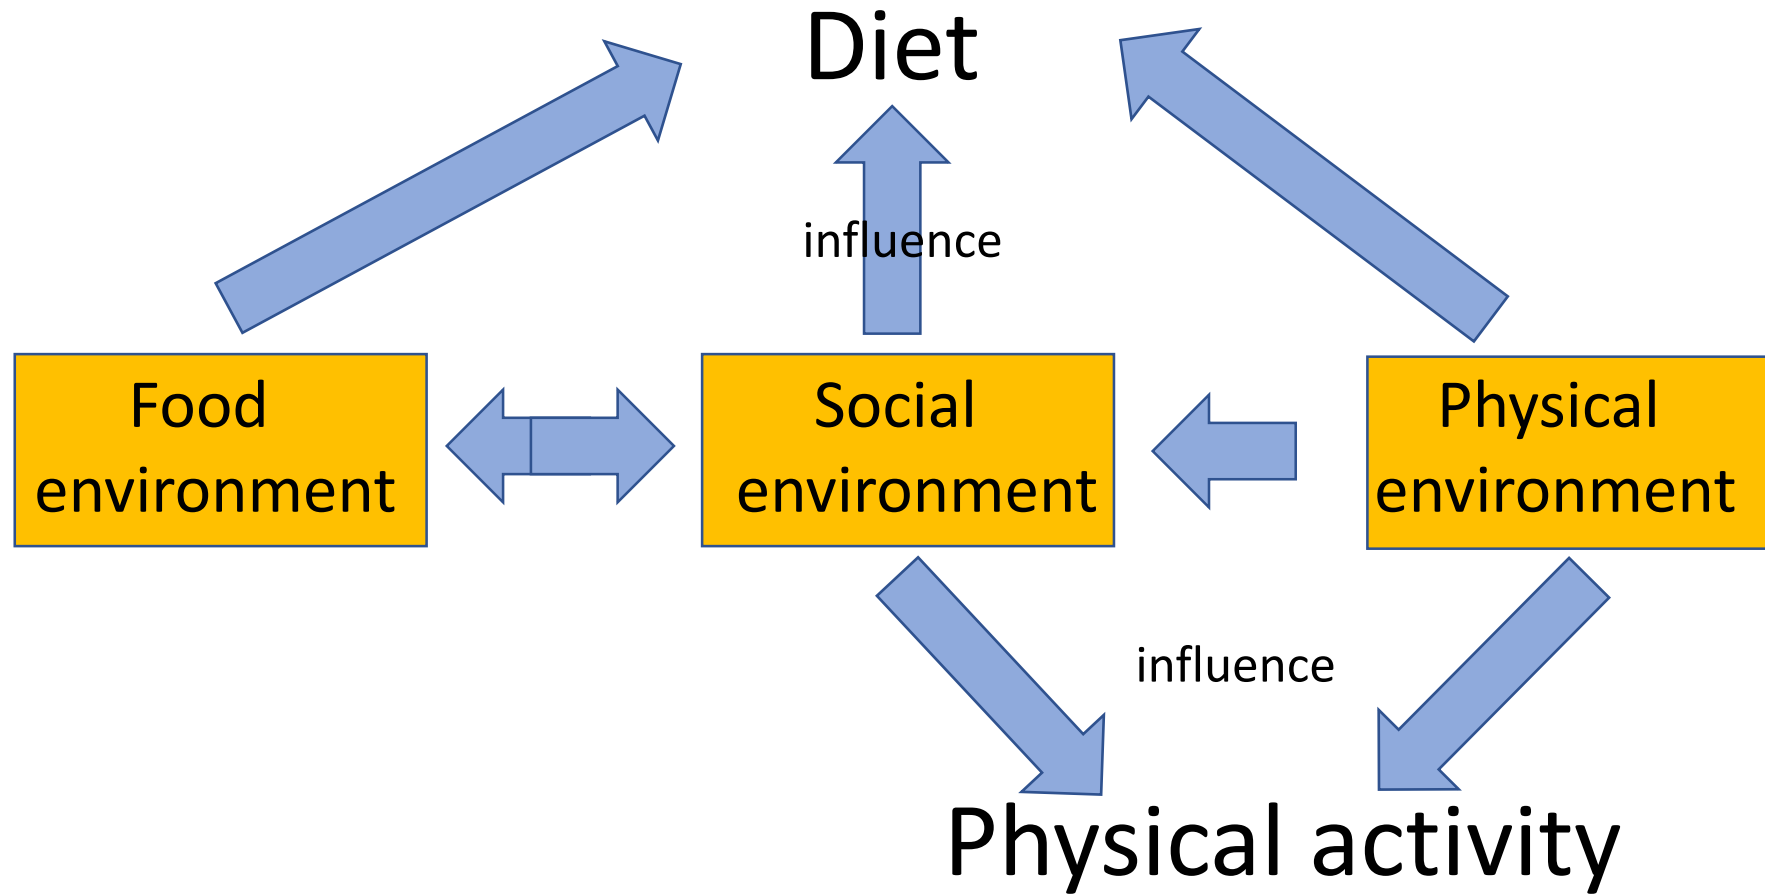 Diet
influence
Food
environment
Social
environment
Physical
environment
influence
Physical activity